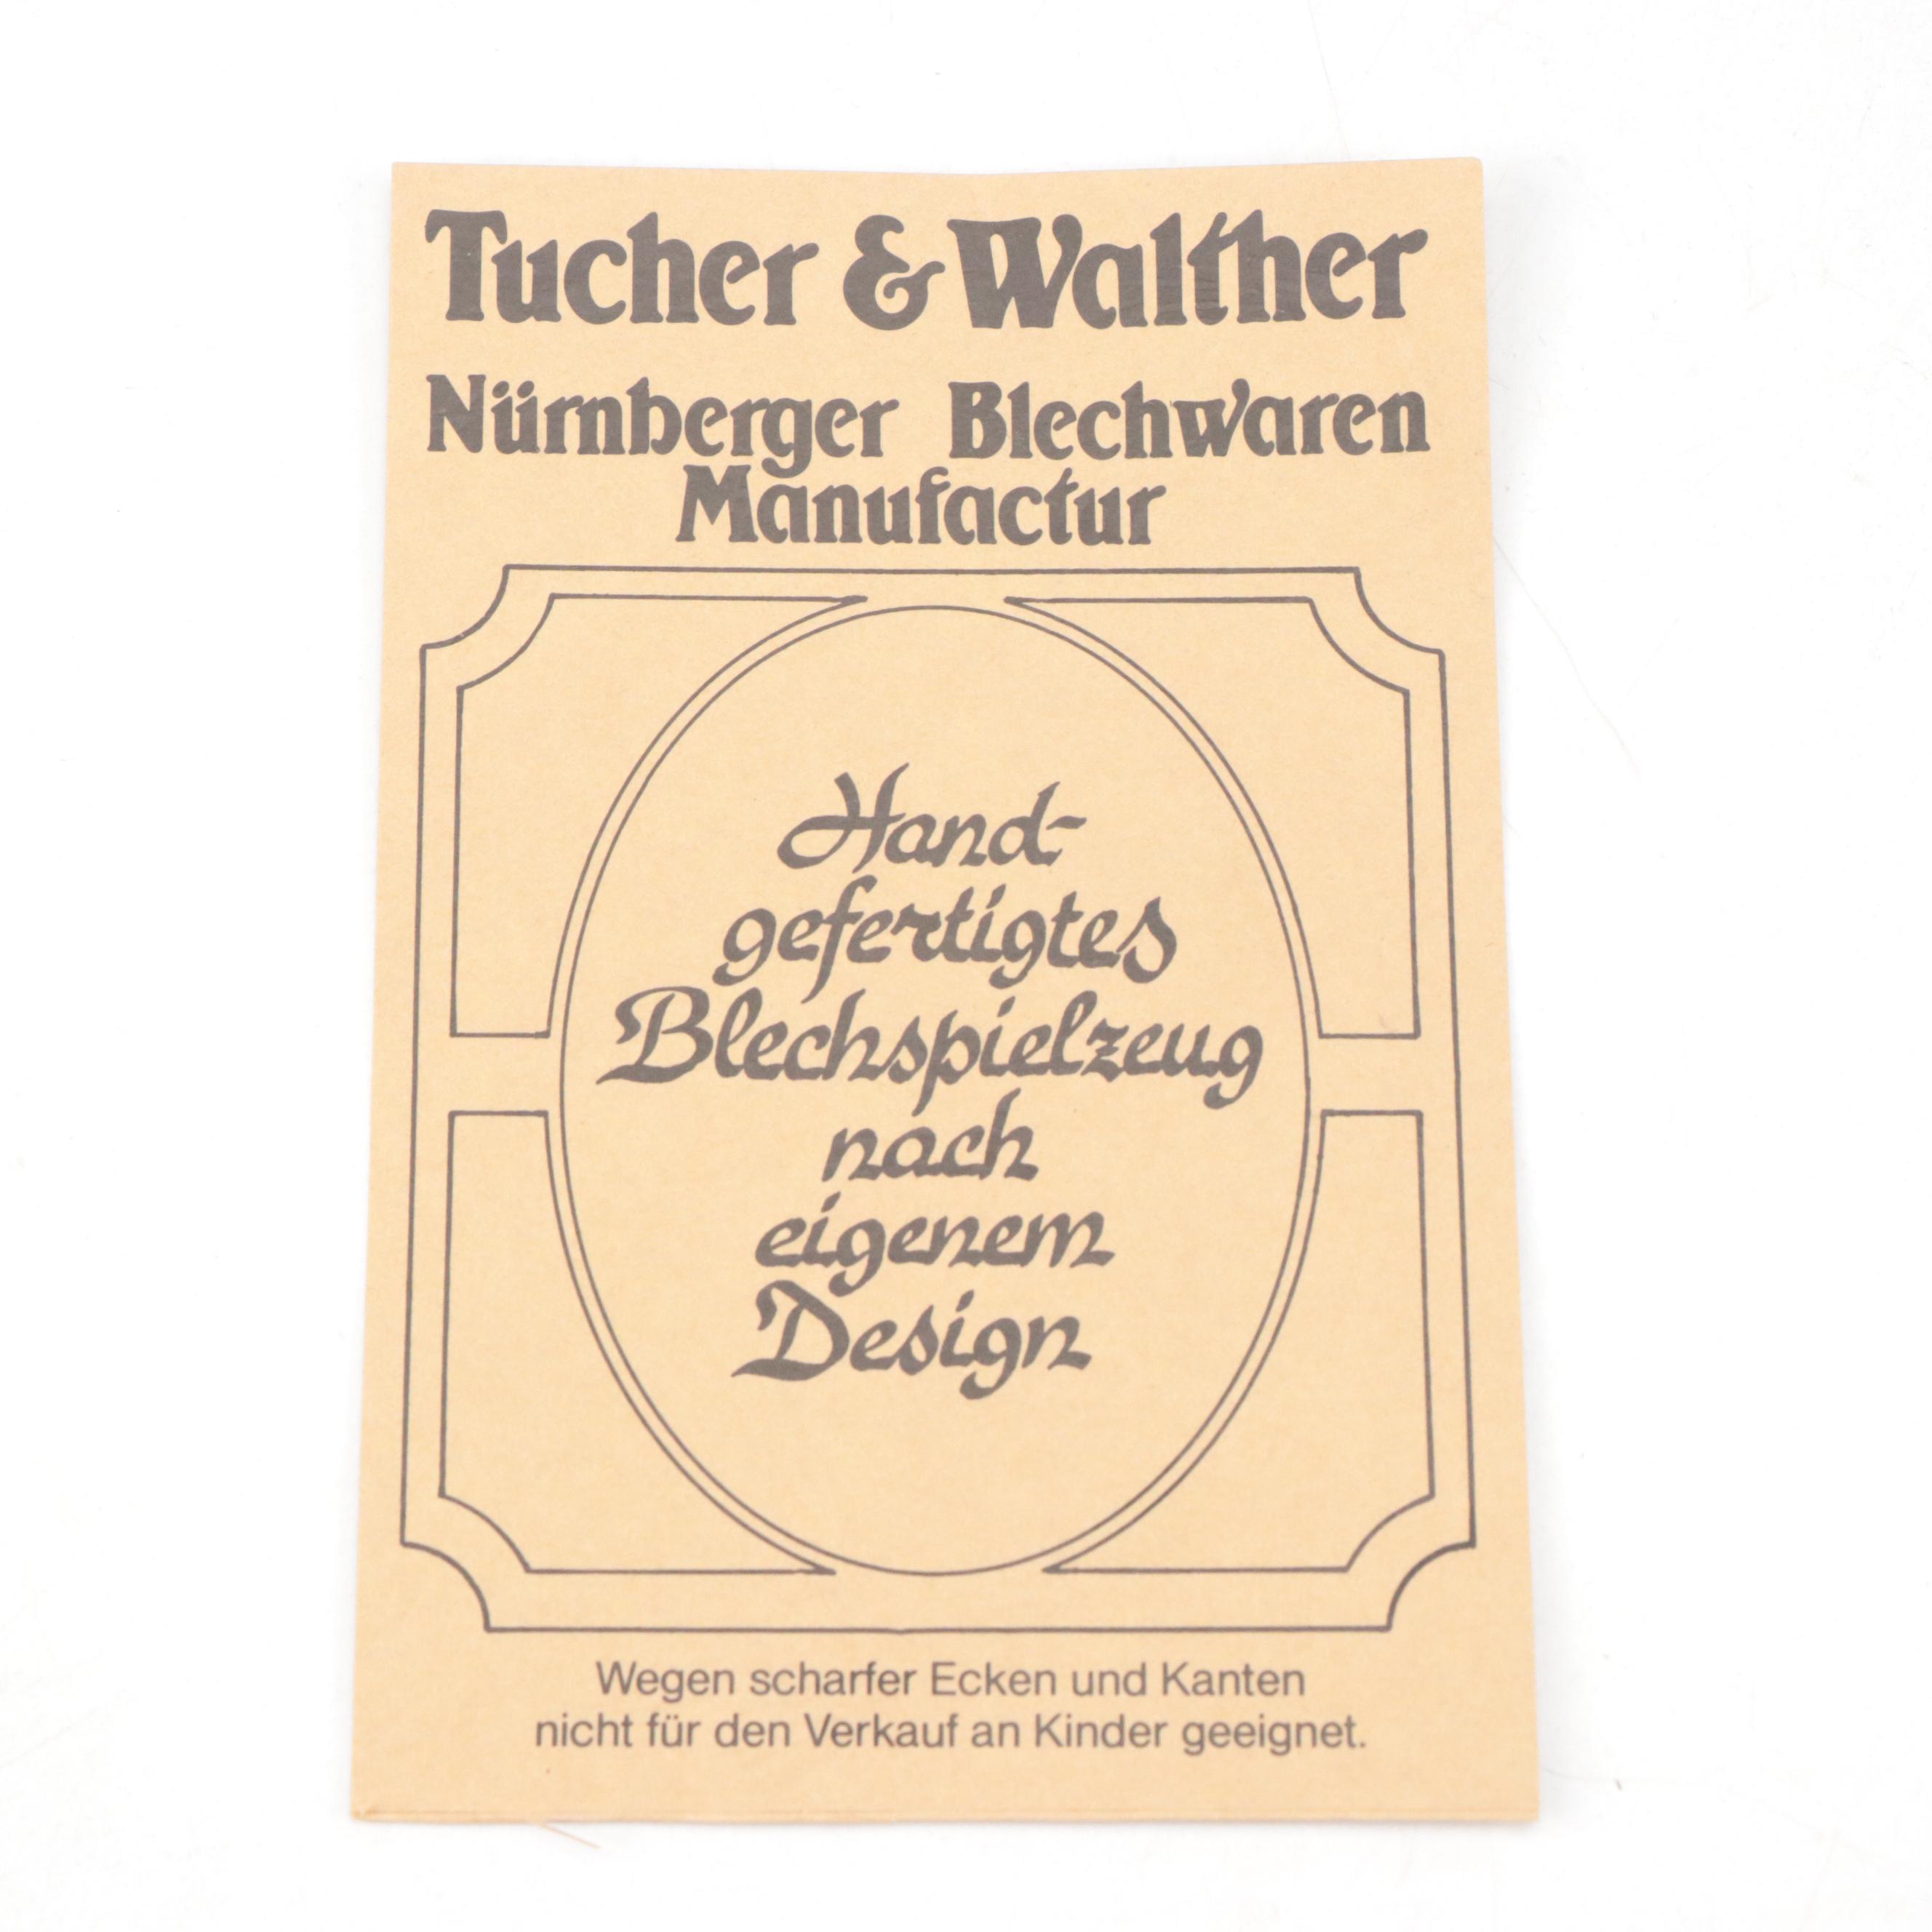 Tucher & Walther
Nürnberger Blechwaren
Manufactur
Hand-
gefertigtes
Blechspielzeug
nach
eigenem
Design
Wegen scharfer Ecken und Kanten
nicht für den Verkauf an Kinder geeignet.